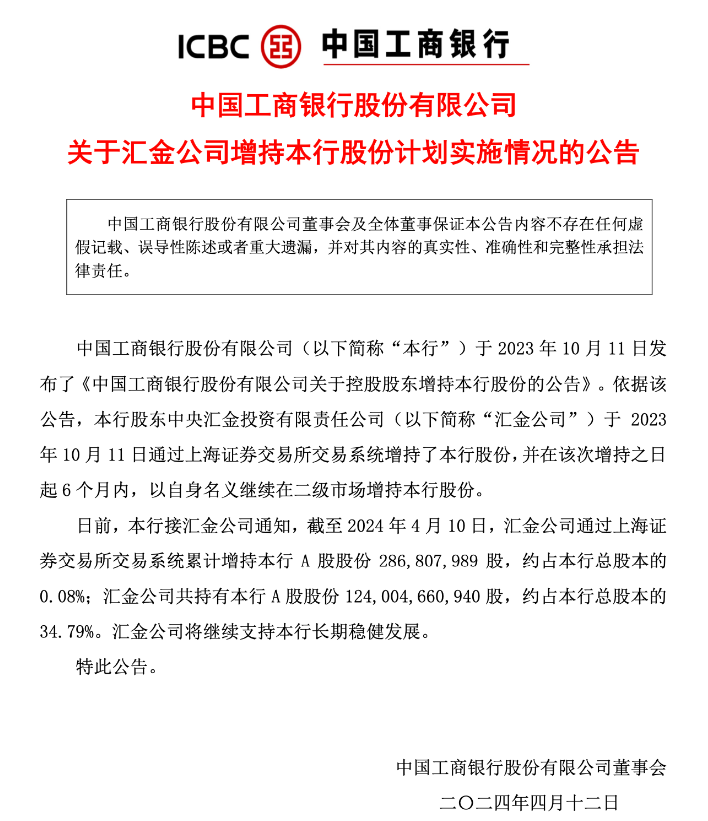 ICBC 中国工商银行
中国工商银行股份有限公司
关于汇金公司增持本行股份计划实施情况的公告
中国工商银行股份有限公司董事会及全体董事保证本公告内容不存在任何虚
假记载、误导性陈述或者重大遗漏，并对其内容的真实性、准确性和完整性承担法
律责任。
中国工商银行股份有限公司（以下简称“本行”）于 2023 年 10 月 11 日发
布了《中国工商银行股份有限公司关于控股股东增持本行股份的公告》。依据该
公告，本行股东中央汇金投资有限责任公司（以下简称“汇金公司”）于 2023
年 10 月 11 日通过上海证券交易所交易系统增持了本行股份，并在该次增持之日
起 6 个月内，以自身名义继续在二级市场增持本行股份。
日前，本行接汇金公司通知，截至 2024 年 4 月 10 日，汇金公司通过上海证
券交易所交易系统累计增持本行 A 股股份 286,807,989 股，约占本行总股本的
0.08%；汇金公司共持有本行 A 股股份 124,004,660,940 股，约占本行总股本的
34.79%。汇金公司将继续支持本行长期稳健发展。
特此公告。
中国工商银行股份有限公司董事会
二〇二四年四月十二日